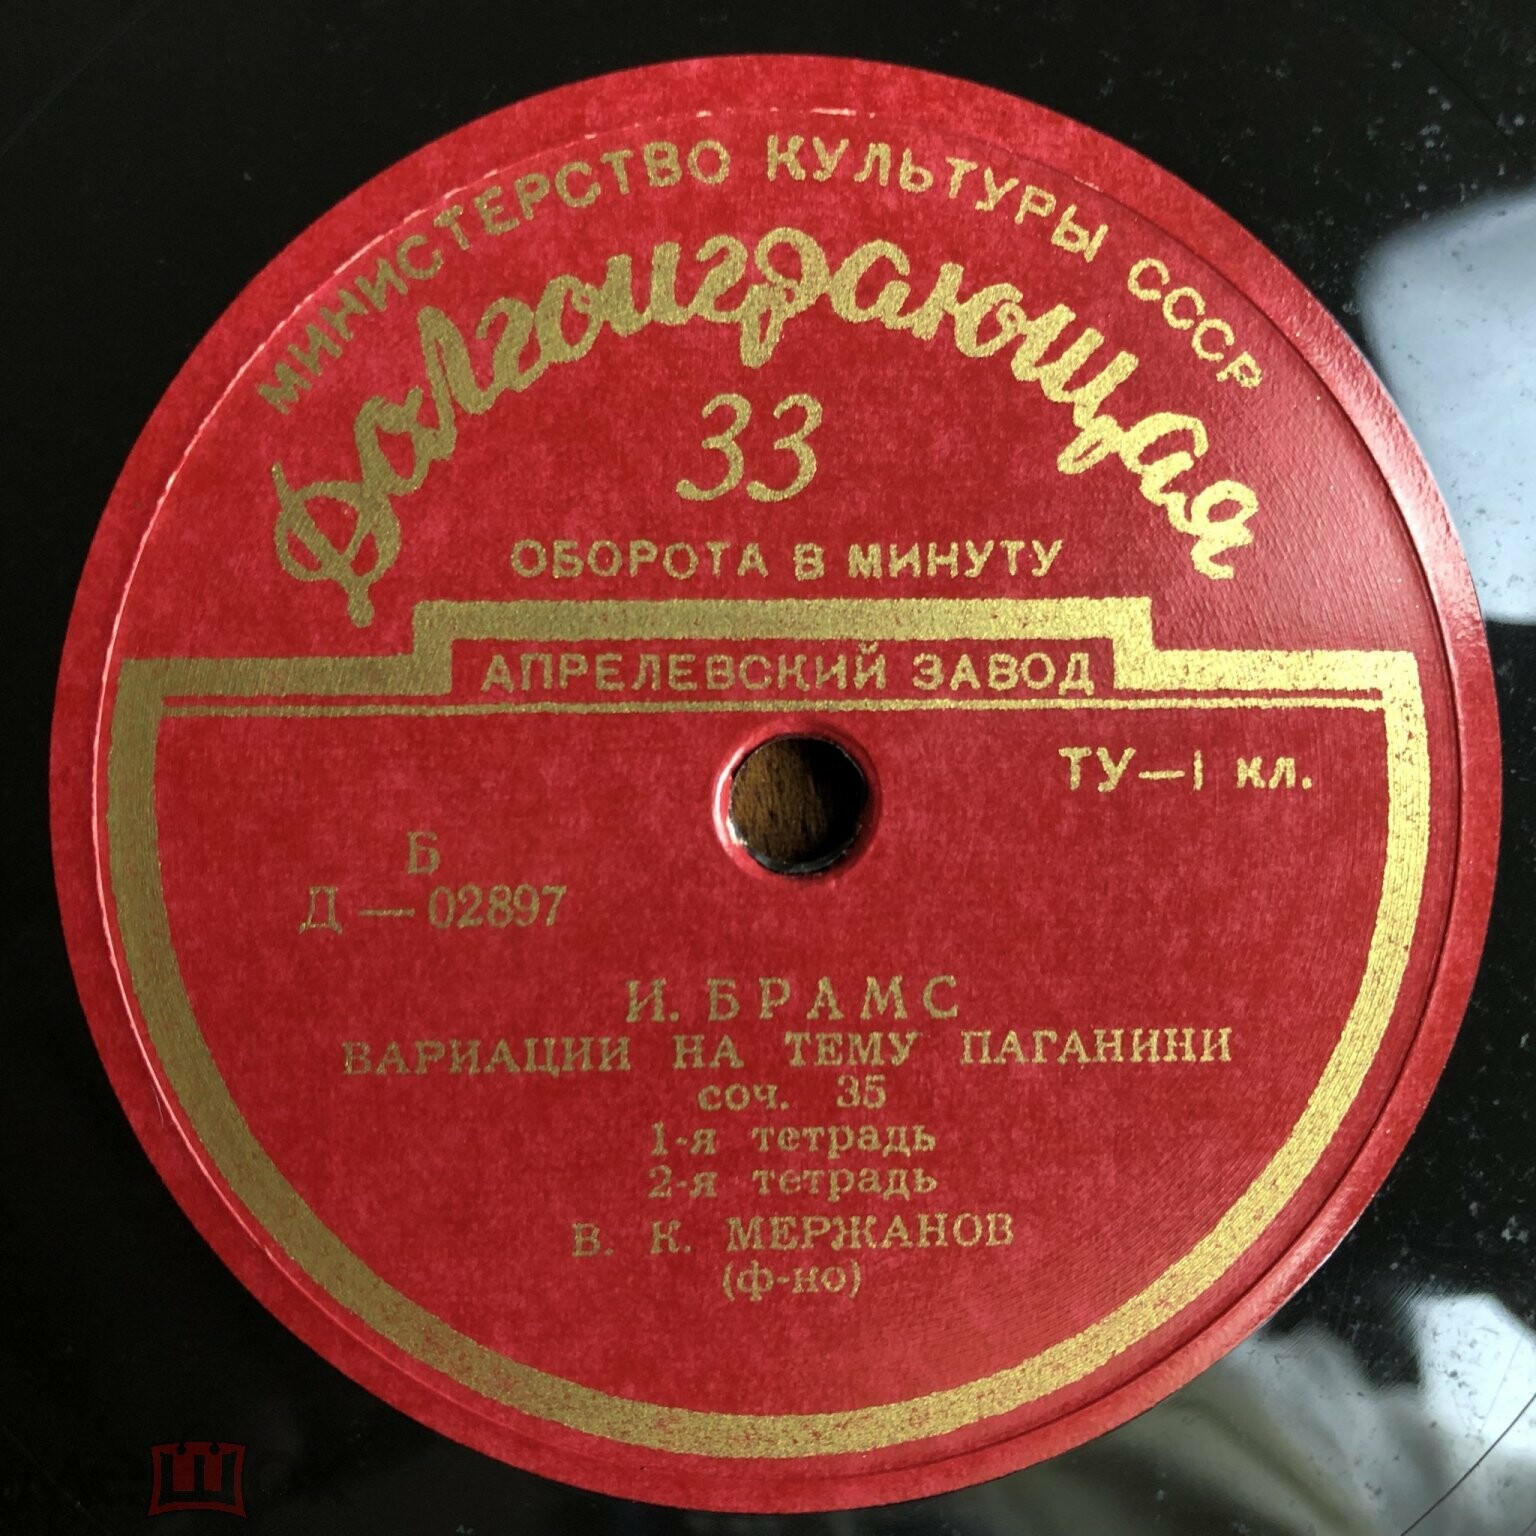 МИНИСТЕРСТВО КУЛЬТУРЫ СССР
Долгоиграющая
33
ОБОРОТА В МИНУТУ
АПРЕЛЕВСКИЙ ЗАВОД
ТУ—I кл.
Б
Д — 02897
И. БРАМС
ВАРИАЦИИ НА ТЕМУ ПАГАНИНИ
соч. 35
1-я тетрадь
2-я тетрадь
В. К. МЕРЖАНОВ
(ф-но)